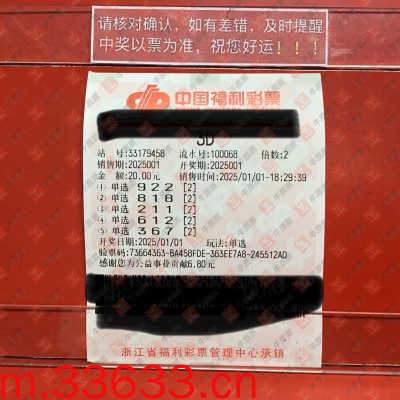 请核对确认,如有差错,及时提醒
中奖以票为准,祝您好运!!!
中国福利彩票
3D
站 号:33179458 流水号:100068 倍数:2
销售期:2025001 开奖期:2025001
金 额:20.00元 销售时间:2025/01/01-18:29:39
① 单选 9 2 2 [2]
② 单选 8 1 8 [2]
③ 单选 2 1 1 [2]
④ 单选 6 1 2 [2]
⑤ 单选 3 6 7 [2]
开奖日期:2025/01/01 玩法:单选
验票码:73664363-BA458FDE-363EE7A8-245512AD
感谢您为公益事业贡献6.80元
浙江省福利彩票管理中心承销
m.33633.cn